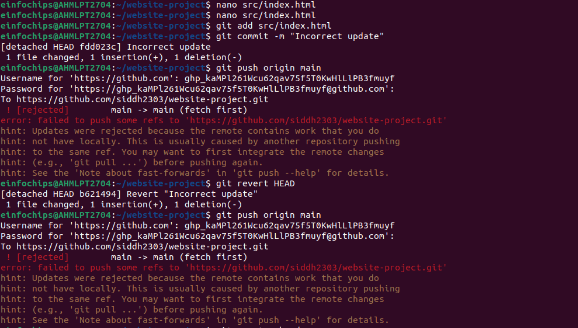 einfochips@AHMLPT2704:~/website-project$ nano src/index.html
einfochips@AHMLPT2704:~/website-project$ nano src/index.html
einfochips@AHMLPT2704:~/website-project$ git add src/index.html
einfochips@AHMLPT2704:~/website-project$ git commit -m "Incorrect update"
[detached HEAD fdd023c] Incorrect update
1 file changed, 1 insertion(+), 1 deletion(-)
einfochips@AHMLPT2704:~/website-project$ git push origin main
Username for 'https://github.com':
Password for
To https://github.com/siddh2303/website-project.git
! [rejected] main -> main (fetch first)
error: failed to push some refs to 'https://github.com/siddh2303/website-project.git'
hint: Updates were rejected because the remote contains work that you do
hint: not have locally. This is usually caused by another repository pushing
hint: to the same ref. You may want to first integrate the remote changes
hint: (e.g., 'git pull ...') before pushing again.
hint: See the 'Note about fast-forwards' in 'git push --help' for details.
einfochips@AHMLPT2704:~/website-project$ git revert HEAD
[detached HEAD b621494] Revert "Incorrect update"
1 file changed, 1 insertion(+), 1 deletion(-)
einfochips@AHMLPT2704:~/website-project$ git push origin main
Username for 'https://github.com':
Password for
To https://github.com/siddh2303/website-project.git
! [rejected] main -> main (fetch first)
error: failed to push some refs to 'https://github.com/siddh2303/website-project.git'
hint: Updates were rejected because the remote contains work that you do
hint: not have locally. This is usually caused by another repository pushing
hint: to the same ref. You may want to first integrate the remote changes
hint: (e.g., 'git pull ...') before pushing again.
hint: See the 'Note about fast-forwards' in 'git push --help' for details.